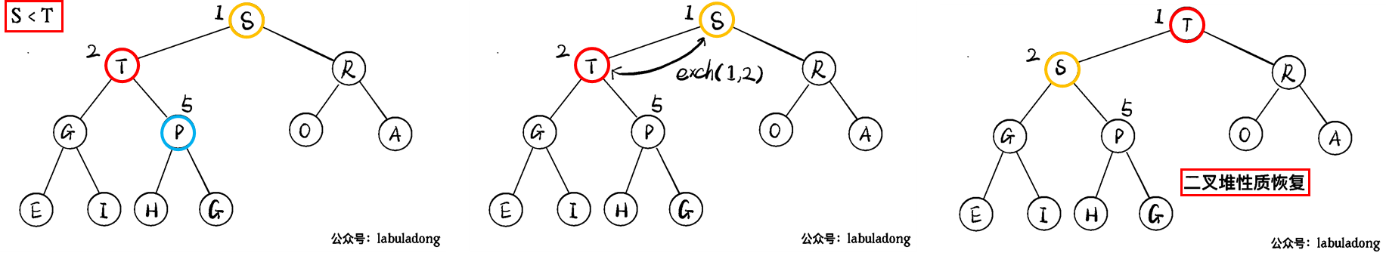 S < T
1 S
2 T
R
G
5
P
O
A
E
I
H
G
公众号: labuladong
1 S
2 T
exch(1,2)
R
G
5
P
O
A
E
I
H
G
公众号: labuladong
1 T
2 S
R
G
5
P
O
A
二叉堆性质恢复
E
I
H
G
公众号: labuladong